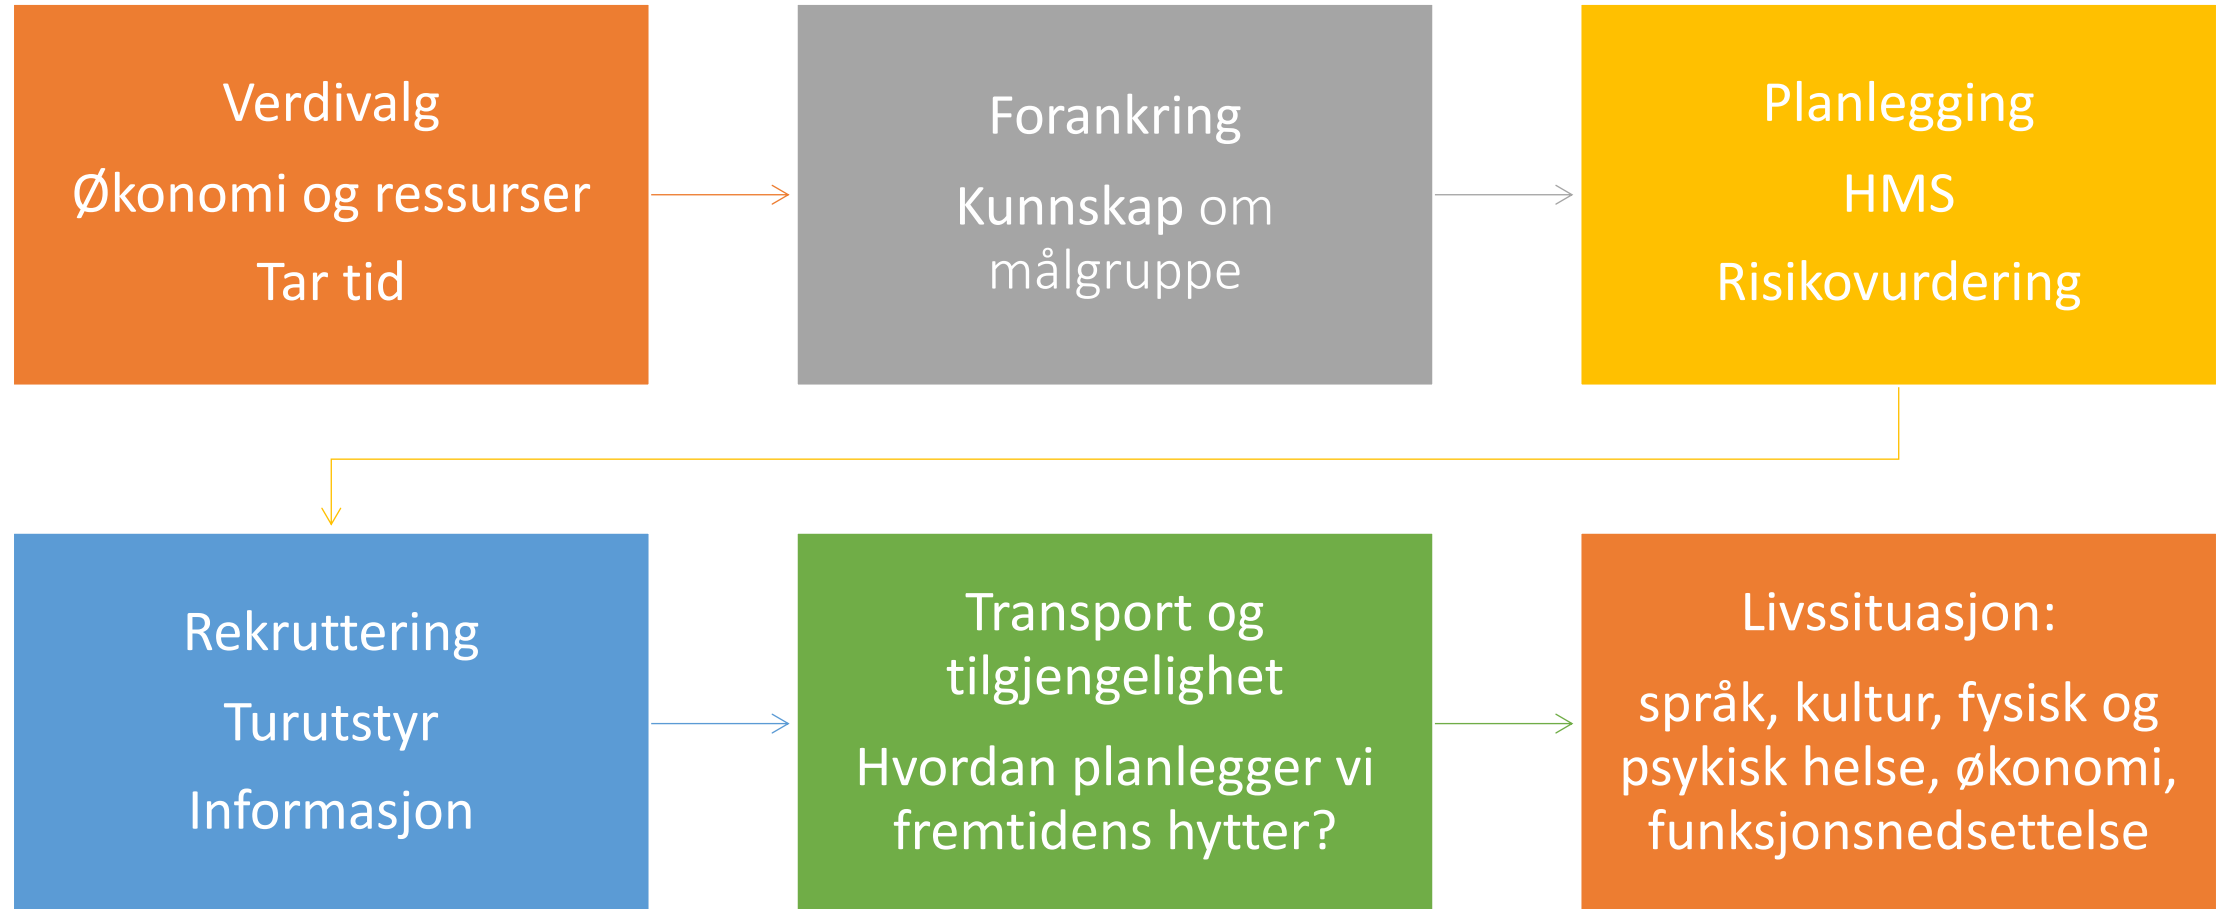 Verdivalg
Økonomi og ressurser
Tar tid
Forankring
Kunnskap om
målgruppe
Planlegging
HMS
Risikovurdering
Rekruttering
Turutstyr
Informasjon
Transport og
tilgjengelighet
Hvordan planlegger vi
fremtidens hytter?
Livssituasjon:
språk, kultur, fysisk og
psykisk helse, økonomi,
funksjonsnedsettelse